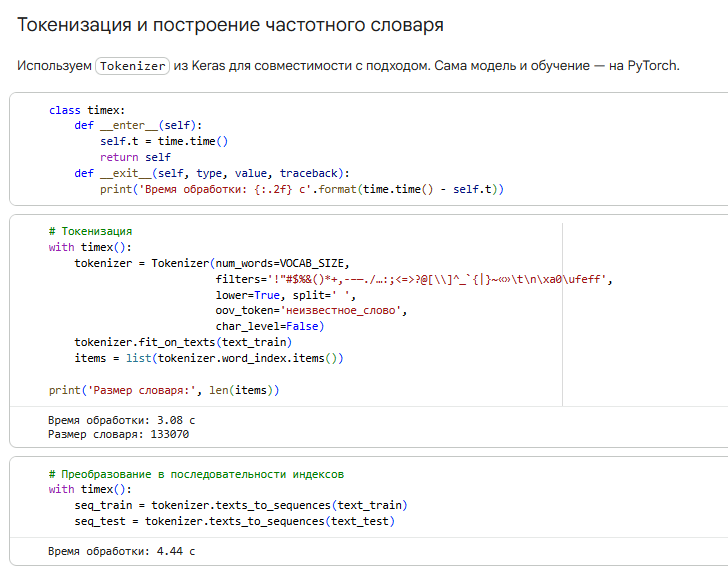 Токенизация и построение частотного словаря
Используем Tokenizer из Keras для совместимости с подходом. Сама модель и обучение — на PyTorch.
class timex:
    def __enter__(self):
        self.t = time.time()
        return self
    def __exit__(self, type, value, traceback):
        print('Время обработки: {:.2f} с'.format(time.time() - self.t))
# Токенизация
with timex():
    tokenizer = Tokenizer(num_words=VOCAB_SIZE,
                          filters='!"#$%&()*+,-–—./…:;<=>?@[\\]^_`{|}~«»\t\n\xa0\ufeff',
                          lower=True, split=' ',
                          oov_token='неизвестное_слово',
                          char_level=False)
    tokenizer.fit_on_texts(text_train)
    items = list(tokenizer.word_index.items())
print('Размер словаря:', len(items))
Время обработки: 3.08 с
Размер словаря: 133070
# Преобразование в последовательности индексов
with timex():
    seq_train = tokenizer.texts_to_sequences(text_train)
    seq_test = tokenizer.texts_to_sequences(text_test)
Время обработки: 4.44 с